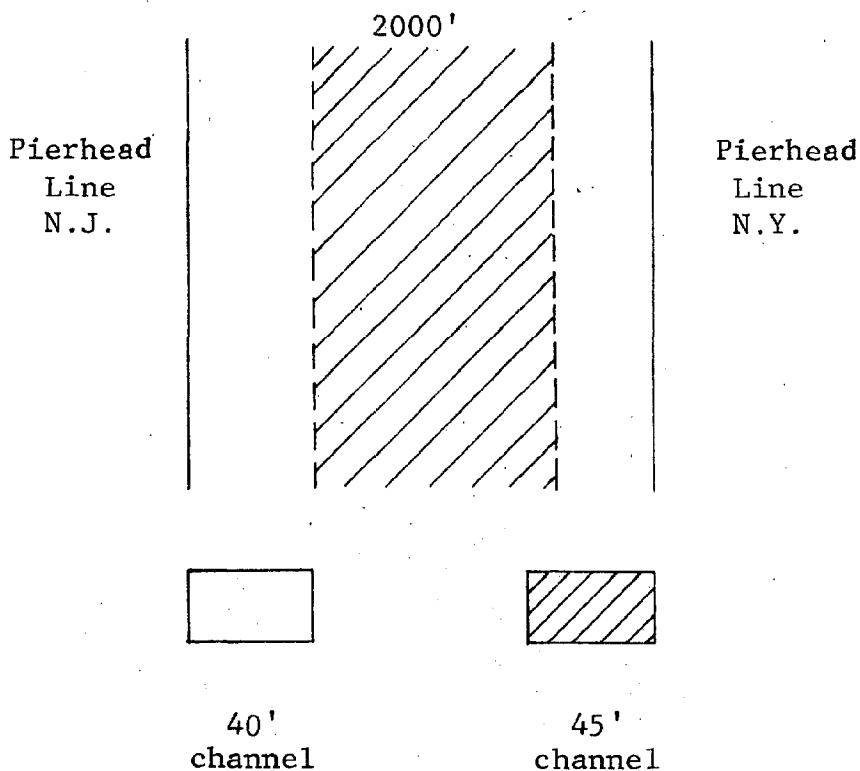 2000'
Pierhead
Line
N.J.
Pierhead
Line
N.Y.
40'
channel
45'
channel